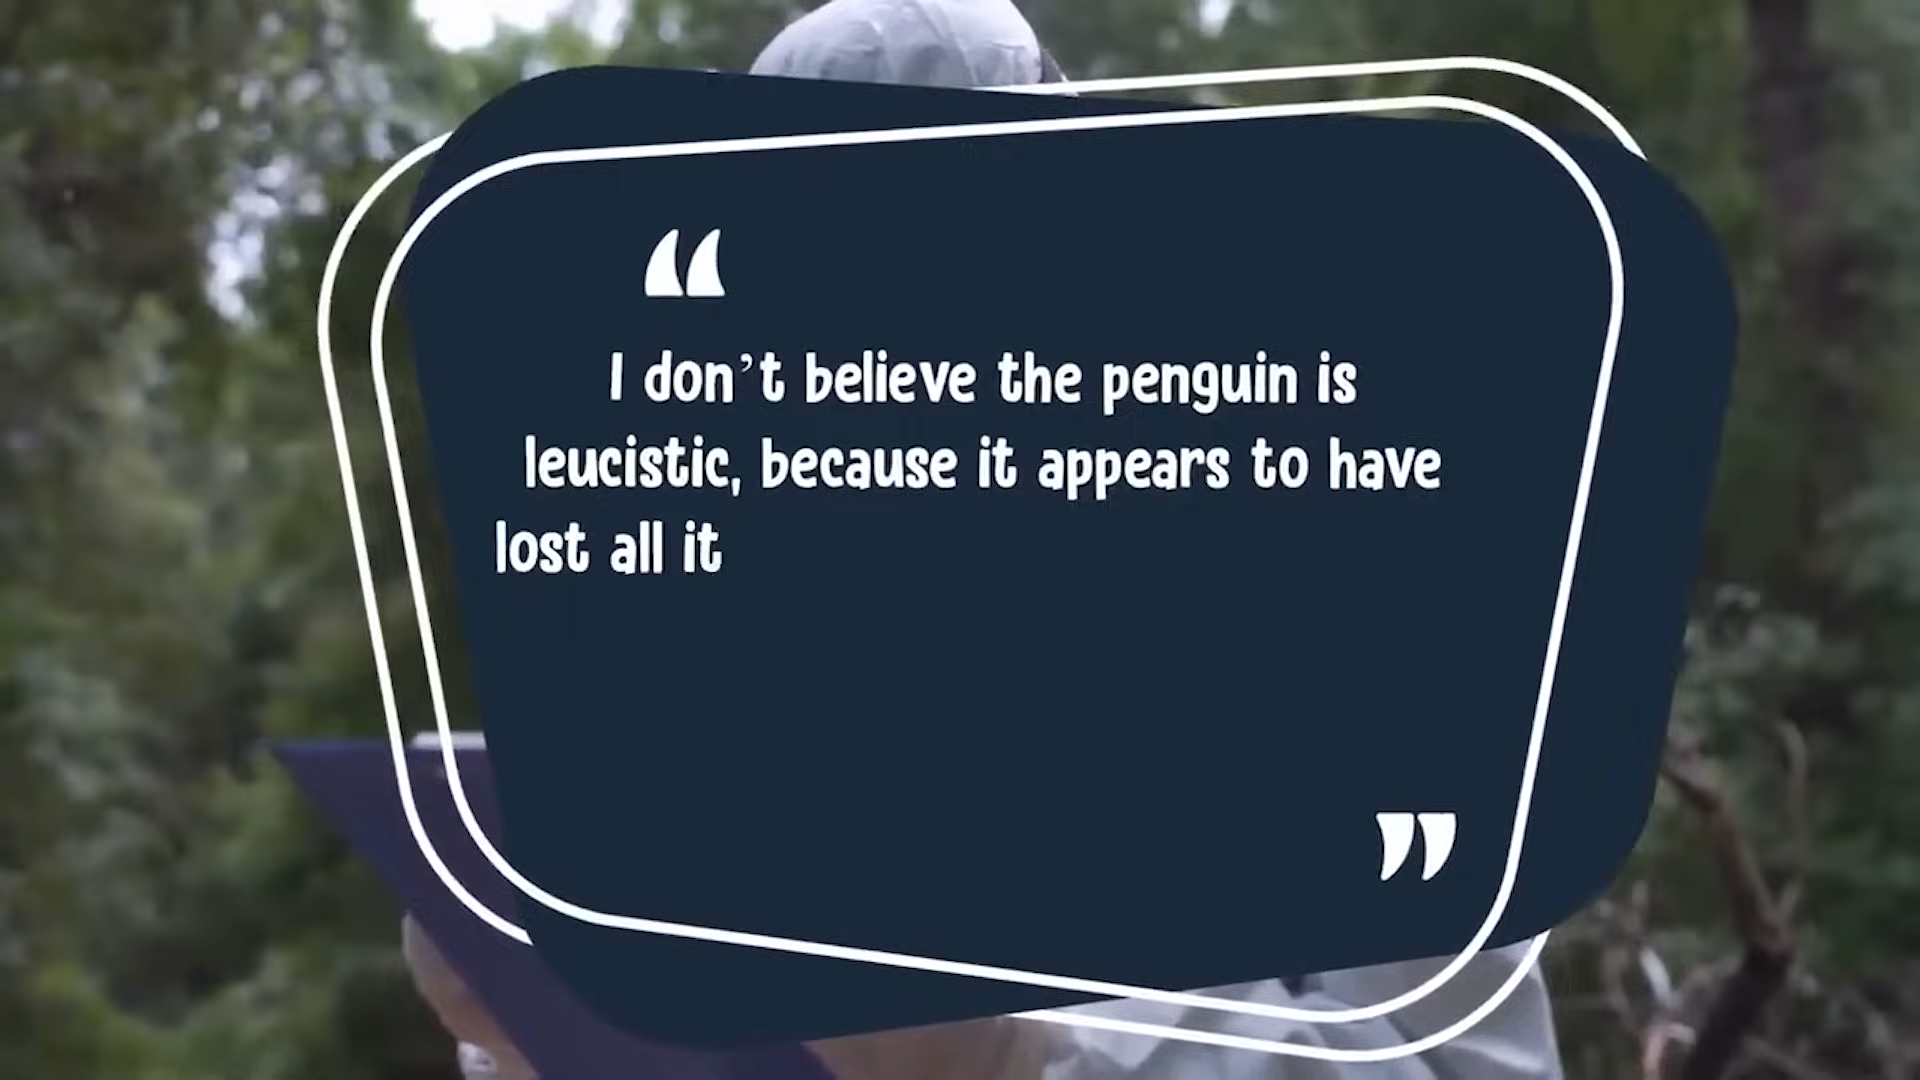 “
I don’t believe the penguin is
leucistic, because it appears to have
lost all it
”